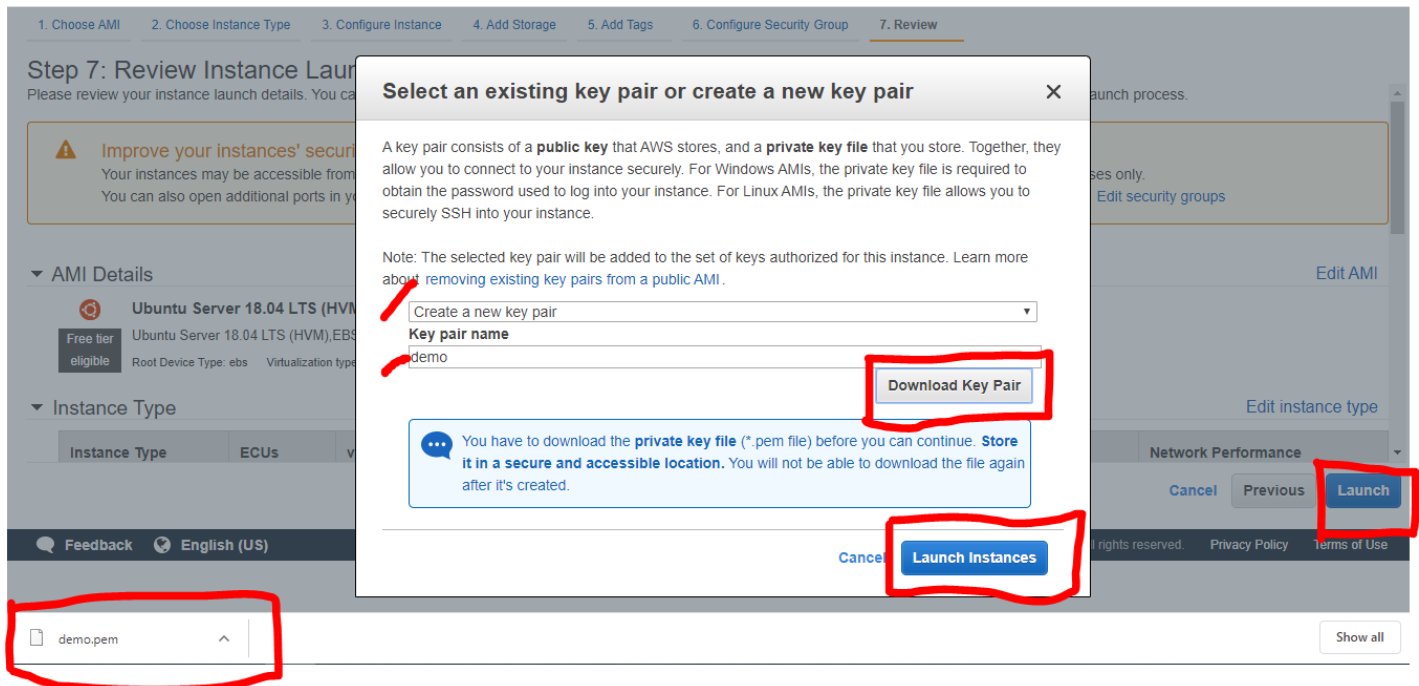 1. Choose AMI 2. Choose Instance Type 3. Configure Instance 4. Add Storage 5. Add Tags 6. Configure Security Group 7. Review
Step 7: Review Instance Laun
Please review your instance launch details. You ca
aunch process.
Improve your instances' securi
Your instances may be accessible from
ses only.
You can also open additional ports in yo
Edit security groups
AMI Details
Edit AMI
Ubuntu Server 18.04 LTS (HVM
Free tier
eligible
Ubuntu Server 18.04 LTS (HVM),EBS
Root Device Type: ebs Virtualization type
Instance Type
Edit instance type
Instance Type ECUs v
Network Performance
Cancel Previous Launch
Feedback English (US)
l rights reserved. Privacy Policy Terms of Use
Select an existing key pair or create a new key pair
A key pair consists of a public key that AWS stores, and a private key file that you store. Together, they
allow you to connect to your instance securely. For Windows AMIs, the private key file is required to
obtain the password used to log into your instance. For Linux AMIs, the private key file allows you to
securely SSH into your instance.
Note: The selected key pair will be added to the set of keys authorized for this instance. Learn more
about removing existing key pairs from a public AMI .
Create a new key pair
Key pair name
demo
Download Key Pair
You have to download the private key file (*.pem file) before you can continue. Store
it in a secure and accessible location. You will not be able to download the file again
after it's created.
Cancel Launch Instances
demo.pem
Show all